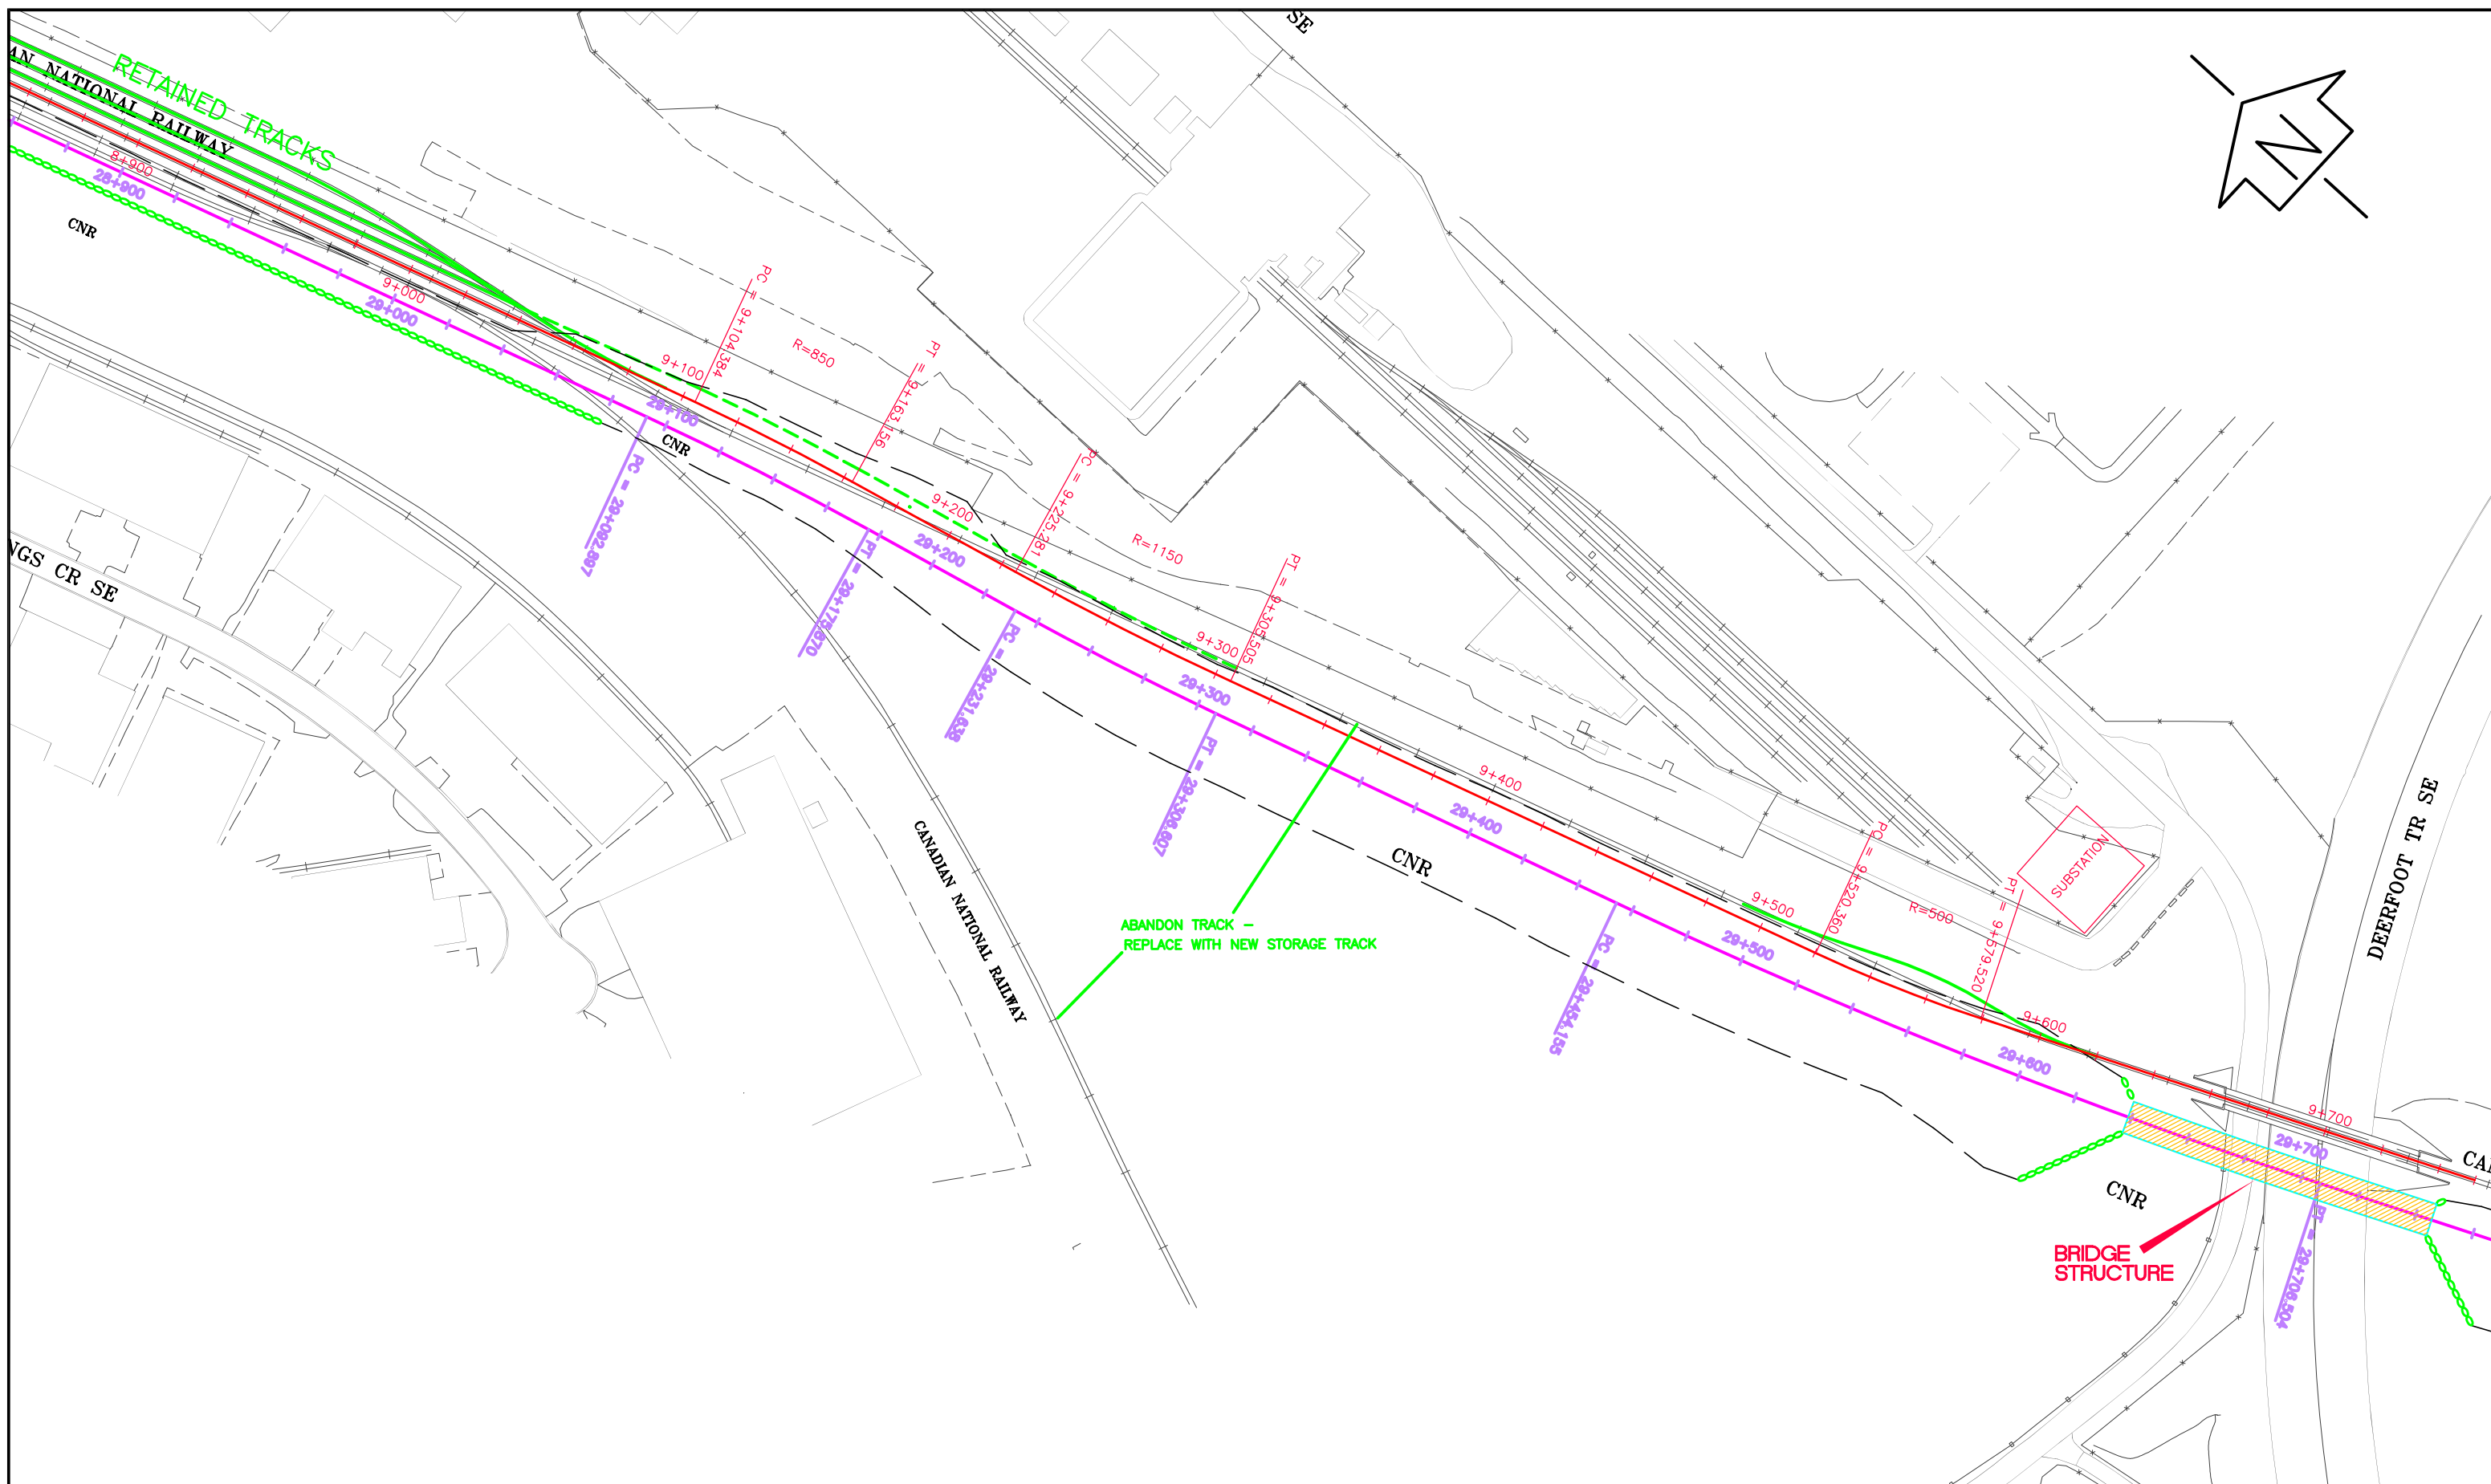 SE
AN NATIONAL RAILWAY
RETAINED TRACKS
N
8+900
28+900
CNR
9+000
29+000
PC = 9+104.384
R=850
9+100
PT = 9+163.156
29+100
CNR
PC = 29+092.897
9+200
PC = 9+225.281
29+200
PT = 29+175.870
R=1150
NGS CR SE
PT = 9+305.505
9+300
PC = 29+231.638
29+300
PT = 29+306.607
9+400
29+400
CNR
CANADIAN NATIONAL RAILWAY
ABANDON TRACK -
REPLACE WITH NEW STORAGE TRACK
DEERFOOT TR SE
SUBSTATION
PC = 9+520.360
9+500
R=500
PT = 9+579.520
29+500
PC = 29+454.155
9+600
29+600
9+700
29+700
CA
CNR
BRIDGE
STRUCTURE
PT = 29+706.504